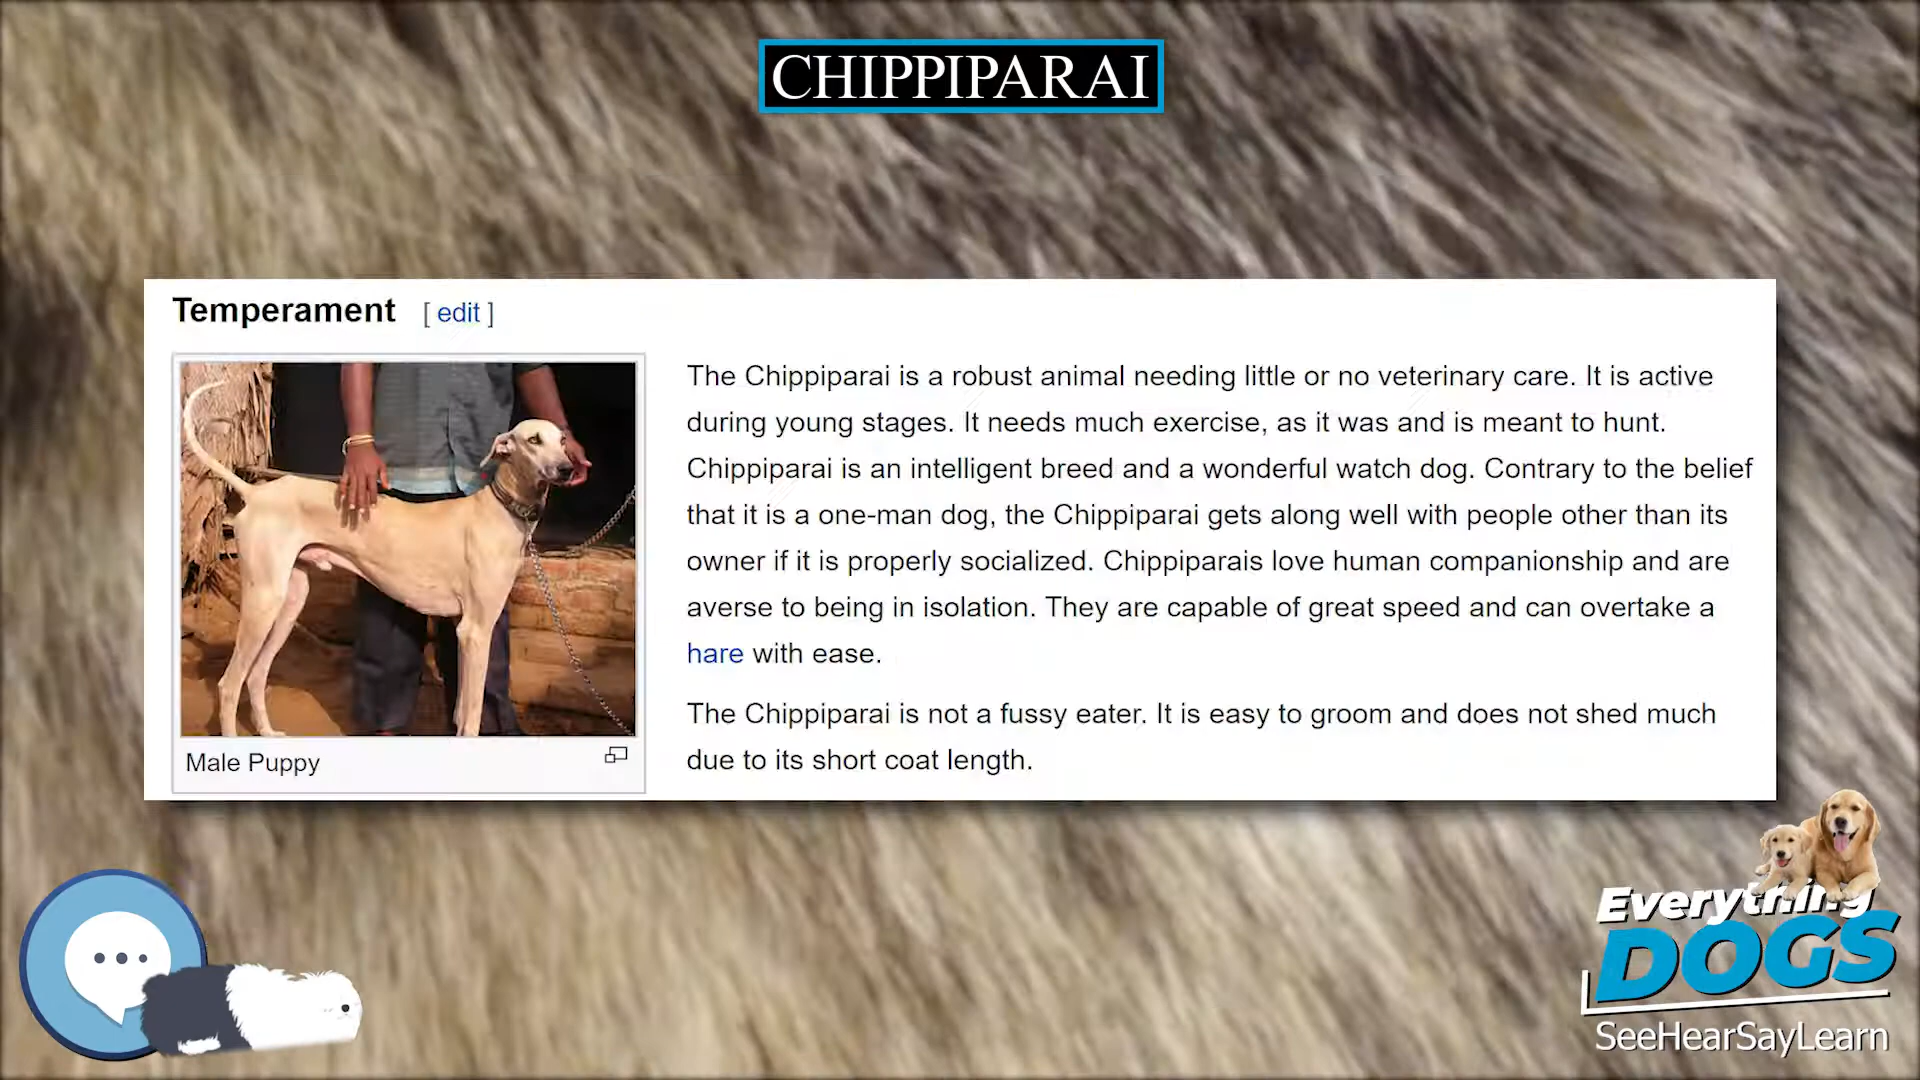 CHIPPIPARAI
Temperament [ edit ]
The Chippiparai is a robust animal needing little or no veterinary care. It is active
during young stages. It needs much exercise, as it was and is meant to hunt.
Chippiparai is an intelligent breed and a wonderful watch dog. Contrary to the belief
that it is a one-man dog, the Chippiparai gets along well with people other than its
owner if it is properly socialized. Chippiparais love human companionship and are
averse to being in isolation. They are capable of great speed and can overtake a
hare with ease.
The Chippiparai is not a fussy eater. It is easy to groom and does not shed much
due to its short coat length.
Male Puppy
Everything
DOGS
SeeHearSayLearn